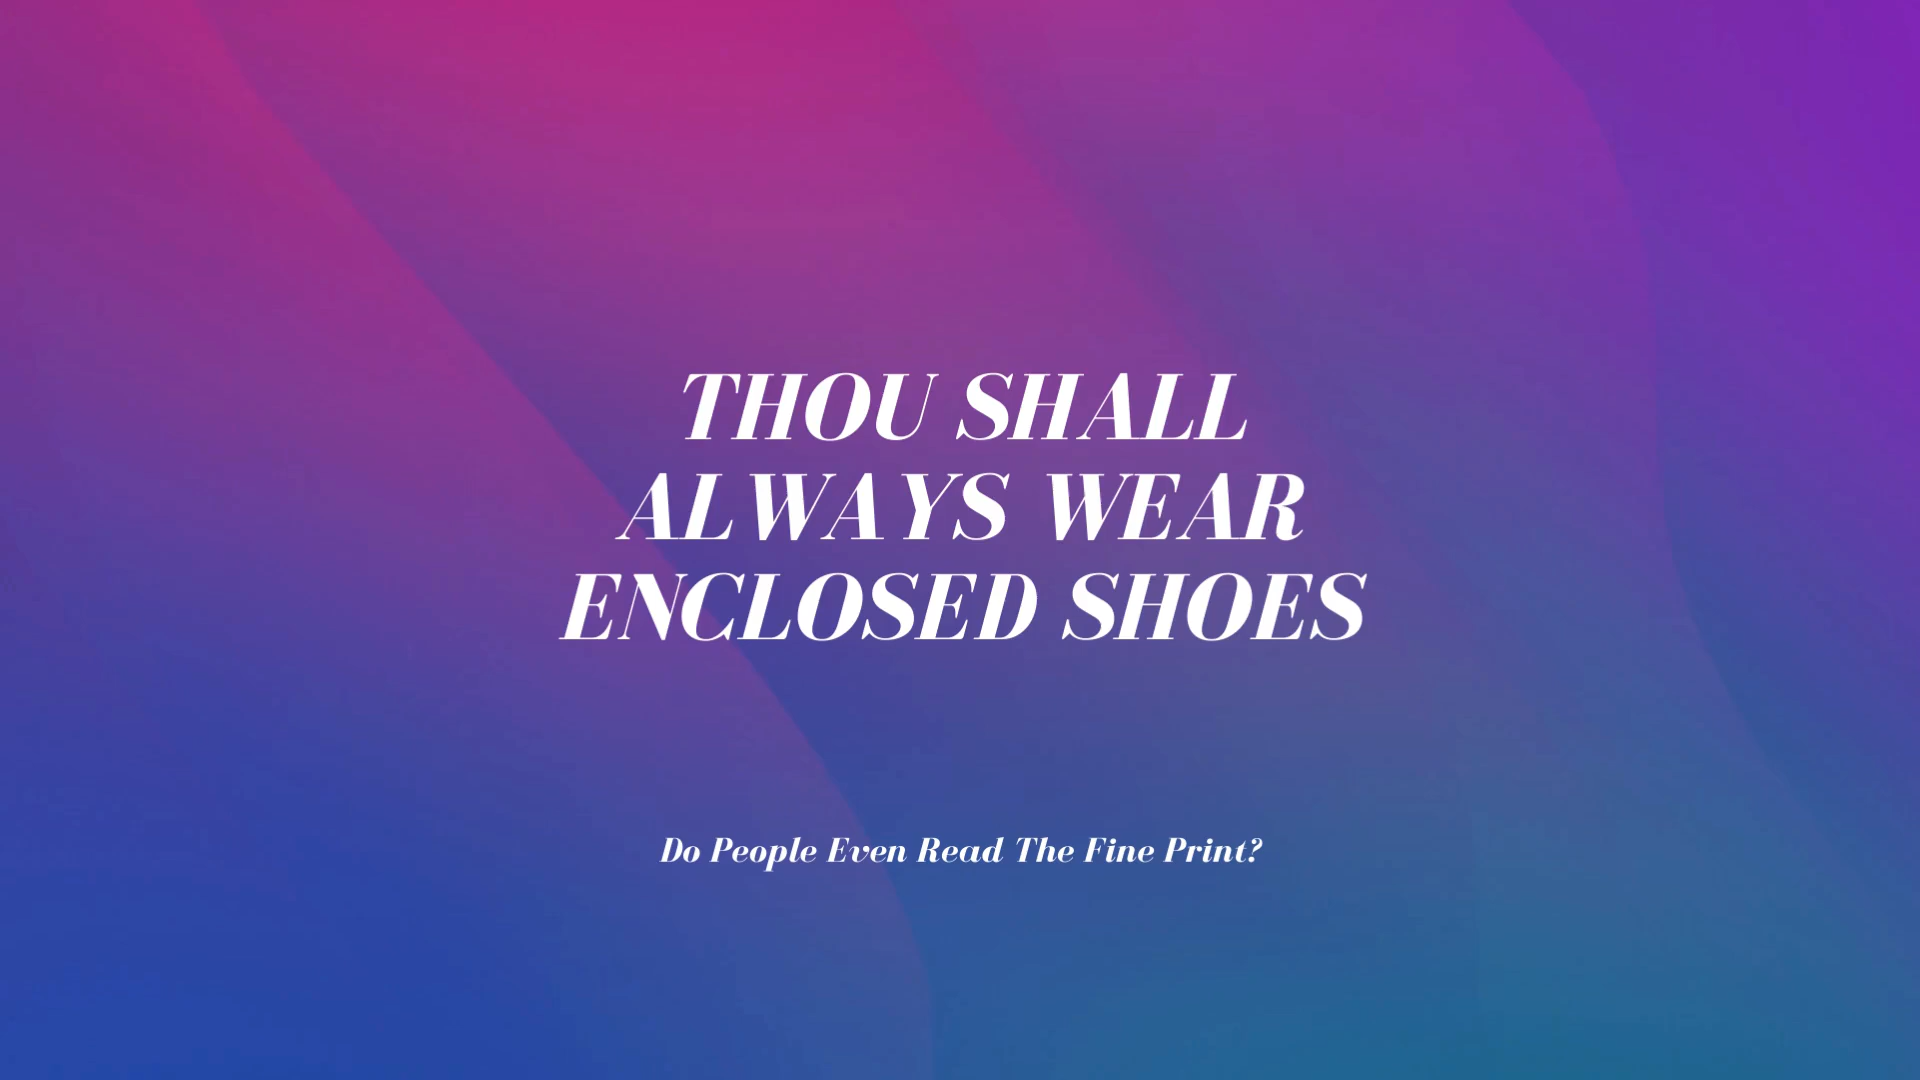 THOU SHALL
ALWAYS WEAR
ENCLOSED SHOES
Do People Even Read The Fine Print?